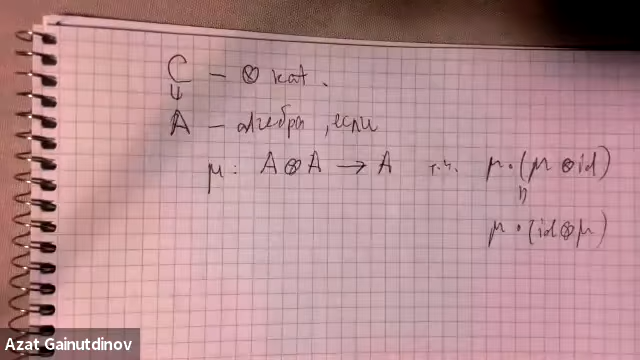 C – ⊗ кат.
∪
A – алгебра, если
μ: A⊗A → A т.ч. μ·(μ⊗id)
=
μ·(id⊗μ)
Azat Gainutdinov